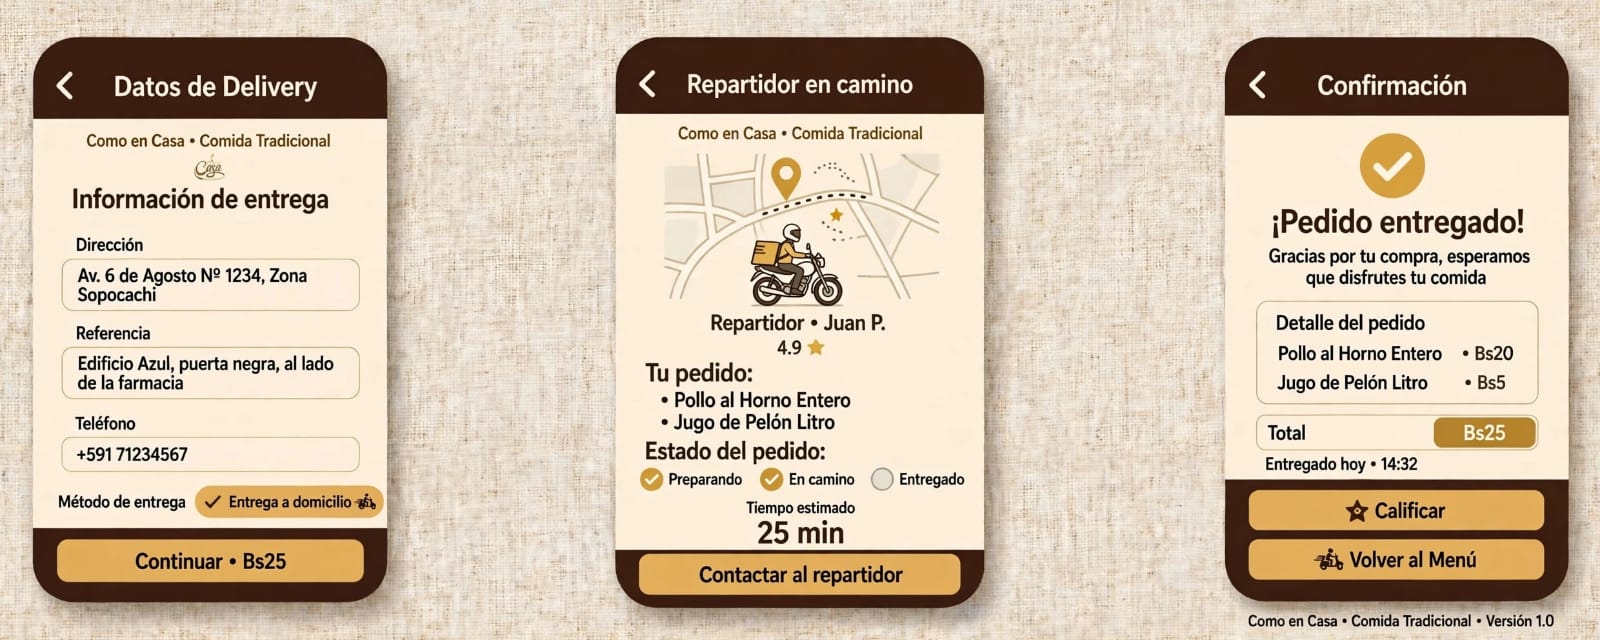 Datos de Delivery
Como en Casa • Comida Tradicional
Casa
Información de entrega
Dirección
Av. 6 de Agosto Nº 1234, Zona
Sopocachi
Referencia
Edificio Azul, puerta negra, al lado
de la farmacia
Teléfono
+591 71234567
Método de entrega
Entrega a domicilio
Continuar • Bs25
Repartidor en camino
Como en Casa • Comida Tradicional
Repartidor • Juan P.
4.9
Tu pedido:
• Pollo al Horno Entero
• Jugo de Pelón Litro
Estado del pedido:
Preparando
En camino
Entregado
Tiempo estimado
25 min
Contactar al repartidor
Confirmación
¡Pedido entregado!
Gracias por tu compra, esperamos
que disfrutes tu comida
Detalle del pedido
Pollo al Horno Entero • Bs20
Jugo de Pelón Litro • Bs5
Total Bs25
Entregado hoy • 14:32
Calificar
Volver al Menú
Como en Casa • Comida Tradicional • Versión 1.0